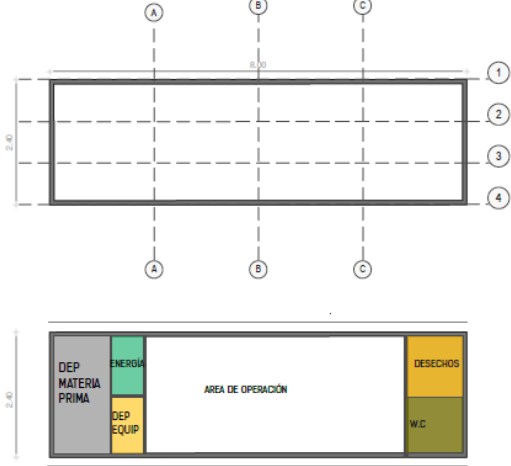 A
B
C
8.00
1
2
2.40
3
4
A
B
C
DEP
MATERIA
PRIMA
ENERGÍA
DEP
EQUIP
AREA DE OPERACIÓN
DESECHOS
W.C
2.40